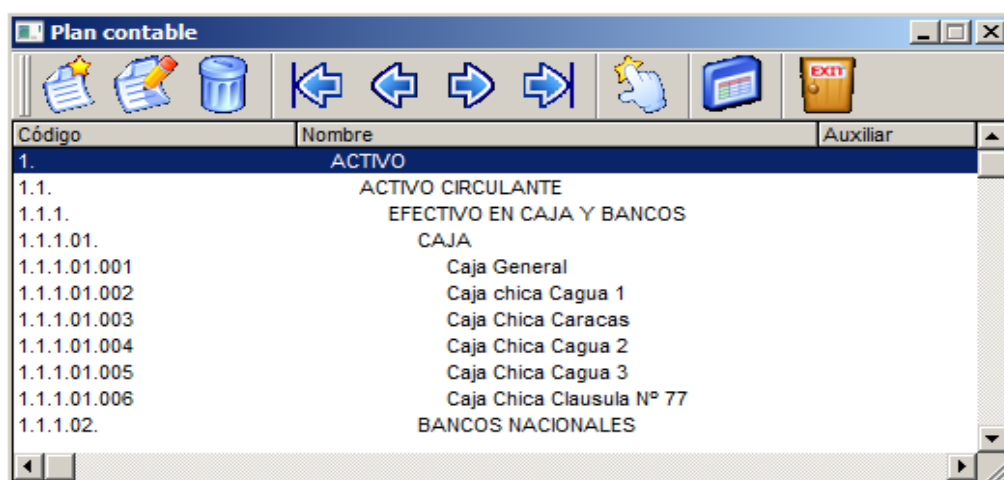 Plan contable
EXIT
Código Nombre Auxiliar
1. ACTIVO
1.1. ACTIVO CIRCULANTE
1.1.1. EFECTIVO EN CAJA Y BANCOS
1.1.1.01. CAJA
1.1.1.01.001 Caja General
1.1.1.01.002 Caja chica Cagua 1
1.1.1.01.003 Caja Chica Caracas
1.1.1.01.004 Caja Chica Cagua 2
1.1.1.01.005 Caja Chica Cagua 3
1.1.1.01.006 Caja Chica Clausula Nº 77
1.1.1.02. BANCOS NACIONALES